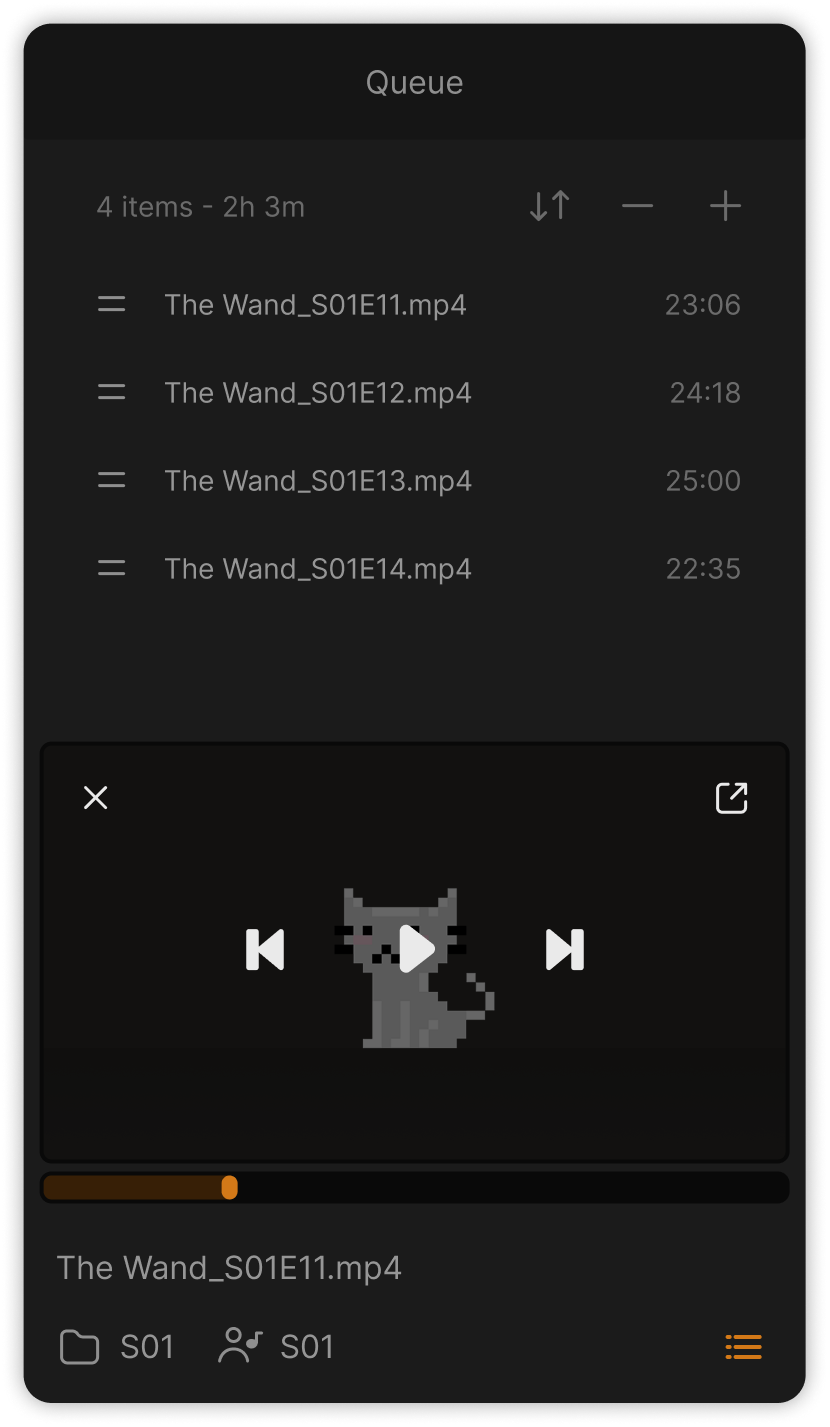 Queue
4 items - 2h 3m
The Wand_S01E11.mp4 23:06
The Wand_S01E12.mp4 24:18
The Wand_S01E13.mp4 25:00
The Wand_S01E14.mp4 22:35
The Wand_S01E11.mp4
S01 S01